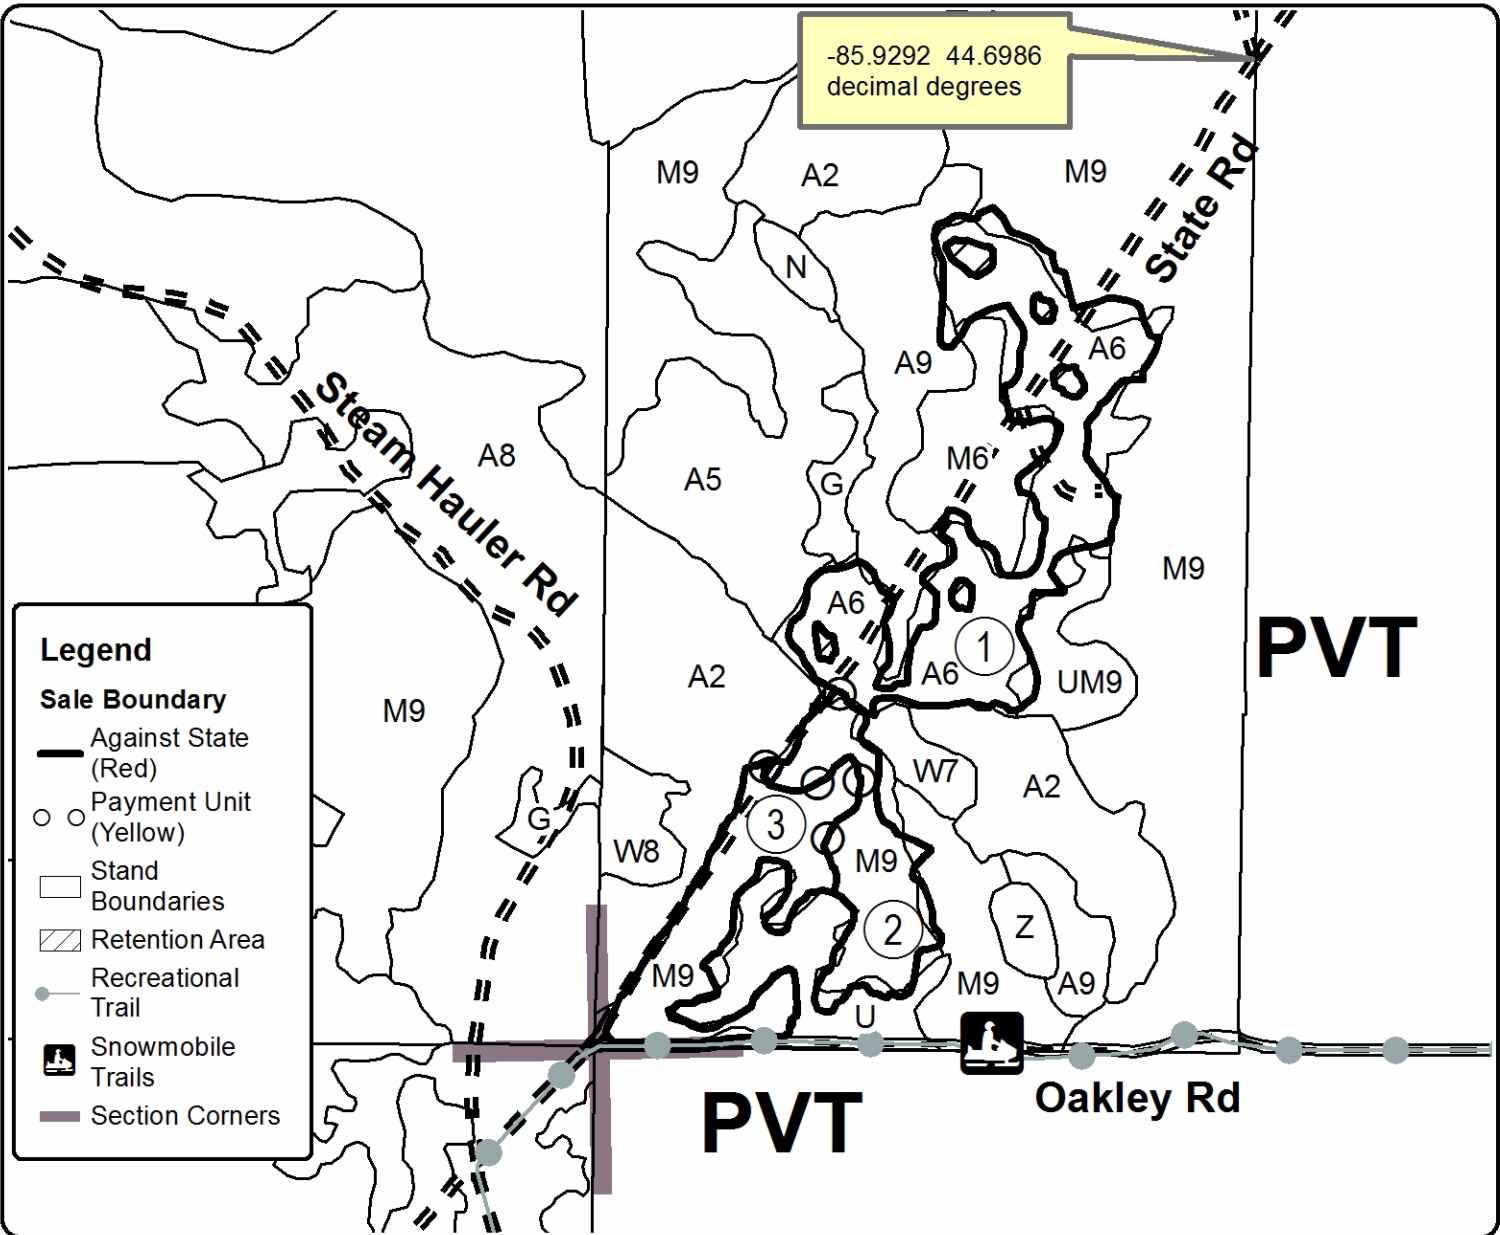 -85.9292  44.6986
decimal degrees
State Rd
M9
A2
M9
N
A9
A6
Steam Hauler Rd
A8
A5
G
M6
M9
A6
1
A6
UM9
PVT
A2
M9
W7
A2
G
W8
3
M9
2
Z
M9
M9
A9
U
PVT
Oakley Rd
Legend
Sale Boundary
Against State
(Red)
Payment Unit
(Yellow)
Stand
Boundaries
Retention Area
Recreational
Trail
Snowmobile
Trails
Section Corners